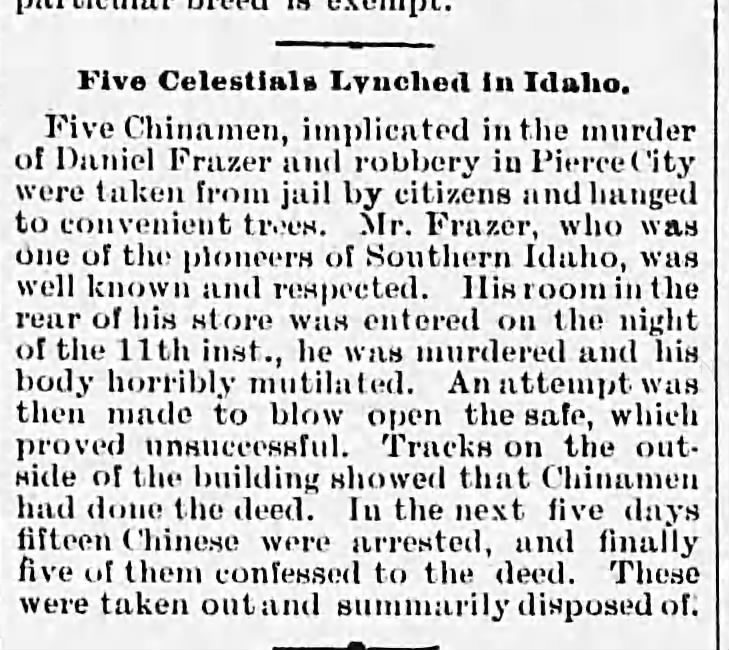 particular breed is exempt.
Five Celestials Lynched in Idaho.
Five Chinamen, implicated in the murder
of Daniel Frazer and robbery in Pierce City
were taken from jail by citizens and hanged
to convenient trees. Mr. Frazer, who was
one of the pioneers of Southern Idaho, was
well known and respected. His room in the
rear of his store was entered on the night
of the 11th inst., he was murdered and his
body horribly mutilated. An attempt was
then made to blow open the safe, which
proved unsuccessful. Tracks on the out-
side of the building showed that Chinamen
had done the deed. In the next five days
fifteen Chinese were arrested, and finally
five of them confessed to the deed. These
were taken out and summarily disposed of.